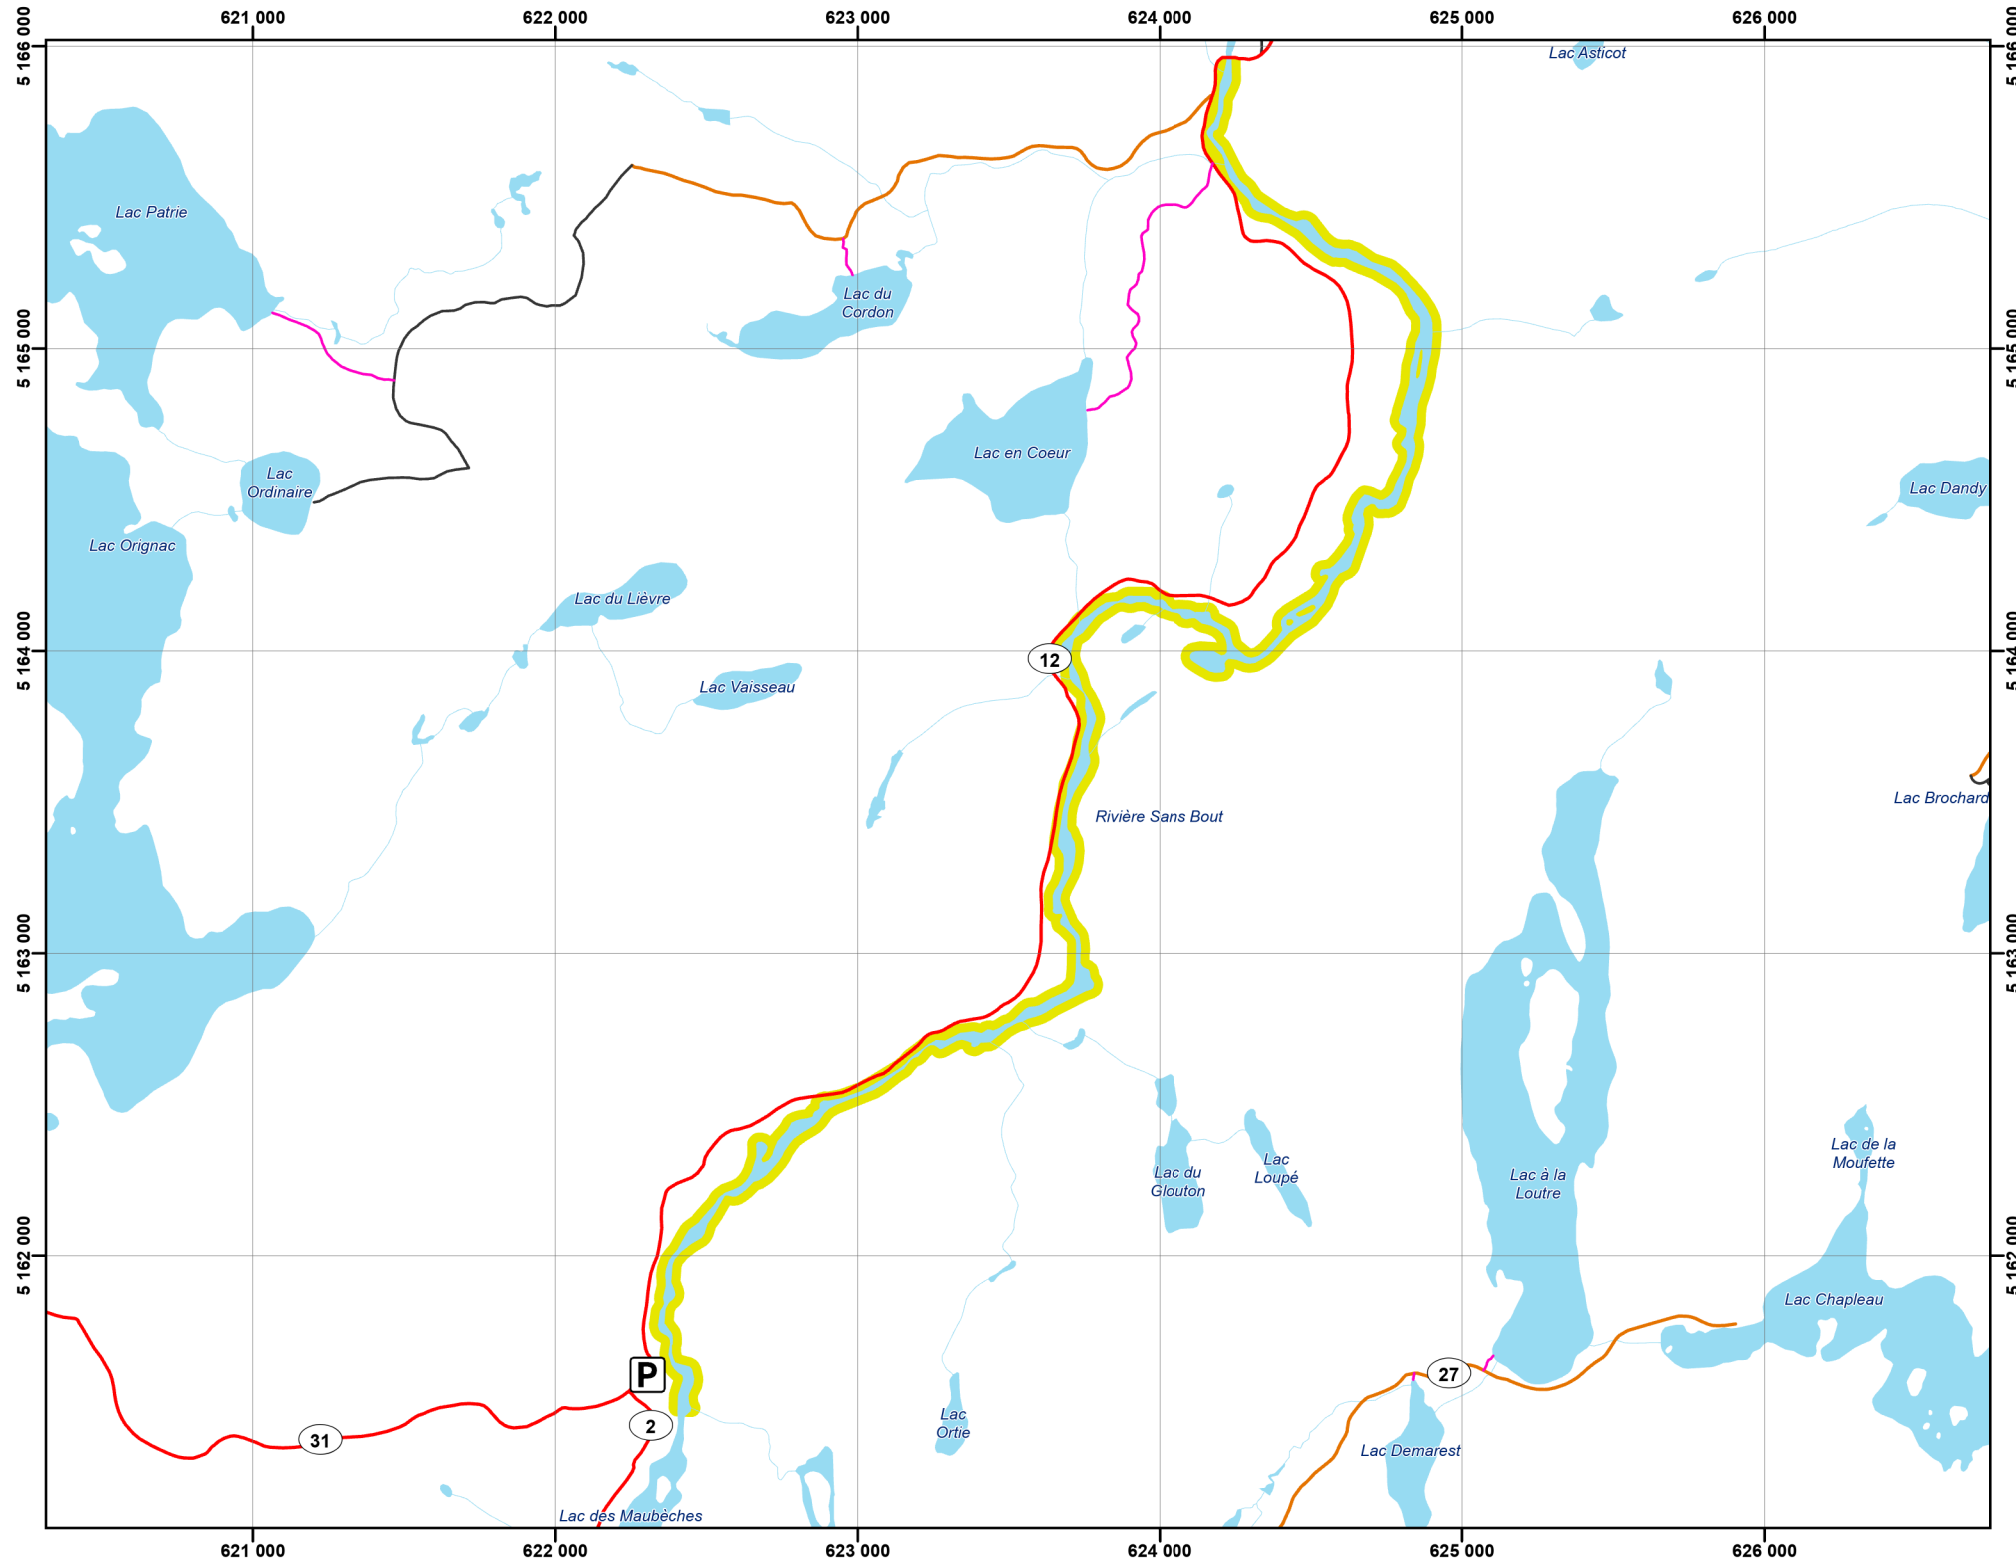 621 000
622 000
623 000
624 000
625 000
626 000
5 166 000
5 166 000
Lac Asticot
Lac Patrie
Lac du
Cordon
5 165 000
5 165 000
Lac en Coeur
Lac
Ordinaire
Lac Dandy
Lac Orignac
Lac du Lièvre
5 164 000
5 164 000
12
Lac Vaisseau
Lac Brochard
Rivière Sans Bout
5 163 000
5 163 000
Lac de la
Moufette
Lac du
Glouton
Lac
Loupé
Lac à la
Loutre
5 162 000
5 162 000
Lac Chapleau
P
27
2
31
Lac
Ortie
Lac Demarest
Lac des Maubèches
621 000
622 000
623 000
624 000
625 000
626 000